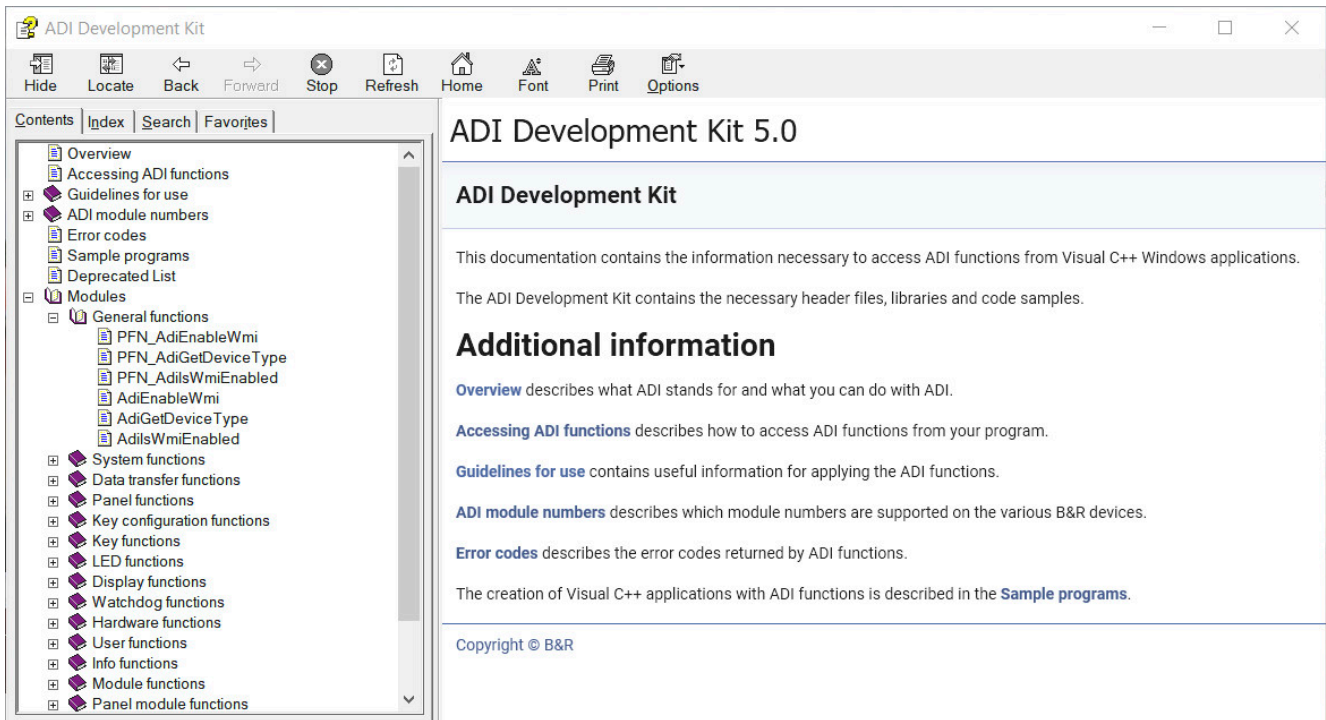 ADI Development Kit
Hide Locate Back Forward Stop Refresh Home Font Print Options
Contents Index Search Favorites
Overview
Accessing ADI functions
Guidelines for use
ADI module numbers
Error codes
Sample programs
Deprecated List
Modules
General functions
PFN_AdiEnableWmi
PFN_AdiGetDeviceType
PFN_AdiIsWmiEnabled
AdiEnableWmi
AdiGetDeviceType
AdiIsWmiEnabled
System functions
Data transfer functions
Panel functions
Key configuration functions
Key functions
LED functions
Display functions
Watchdog functions
Hardware functions
User functions
Info functions
Module functions
Panel module functions
ADI Development Kit 5.0
ADI Development Kit
This documentation contains the information necessary to access ADI functions from Visual C++ Windows applications.
The ADI Development Kit contains the necessary header files, libraries and code samples.
Additional information
Overview describes what ADI stands for and what you can do with ADI.
Accessing ADI functions describes how to access ADI functions from your program.
Guidelines for use contains useful information for applying the ADI functions.
ADI module numbers describes which module numbers are supported on the various B&R devices.
Error codes describes the error codes returned by ADI functions.
The creation of Visual C++ applications with ADI functions is described in the Sample programs.
Copyright © B&R